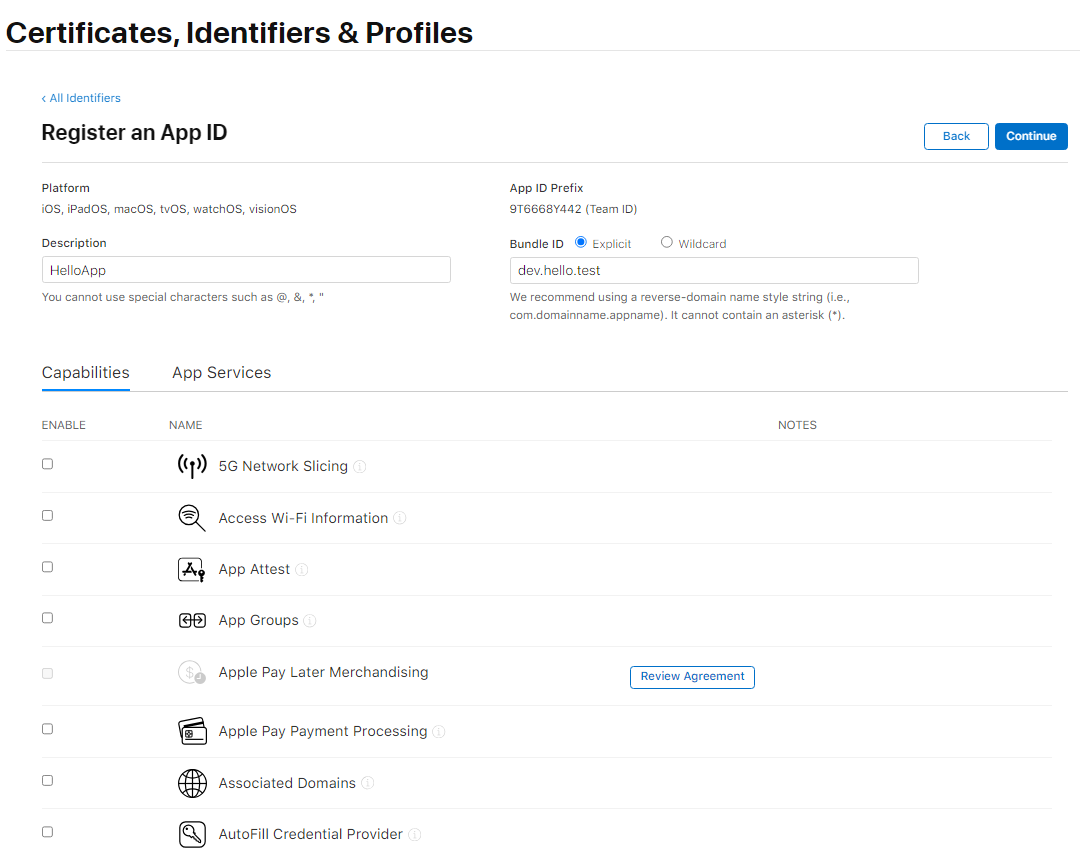 Certificates, Identifiers & Profiles
‹ All Identifiers
Register an App ID
Back
Continue
Platform
iOS, iPadOS, macOS, tvOS, watchOS, visionOS
App ID Prefix
9T6668Y442 (Team ID)
Description
HelloApp
You cannot use special characters such as @, &, *, "
Bundle ID Explicit Wildcard
dev.hello.test
We recommend using a reverse-domain name style string (i.e.,
com.domainname.appname). It cannot contain an asterisk (*).
Capabilities App Services
ENABLE NAME NOTES
5G Network Slicing
Access Wi-Fi Information
App Attest
App Groups
Apple Pay Later Merchandising Review Agreement
Apple Pay Payment Processing
Associated Domains
AutoFill Credential Provider